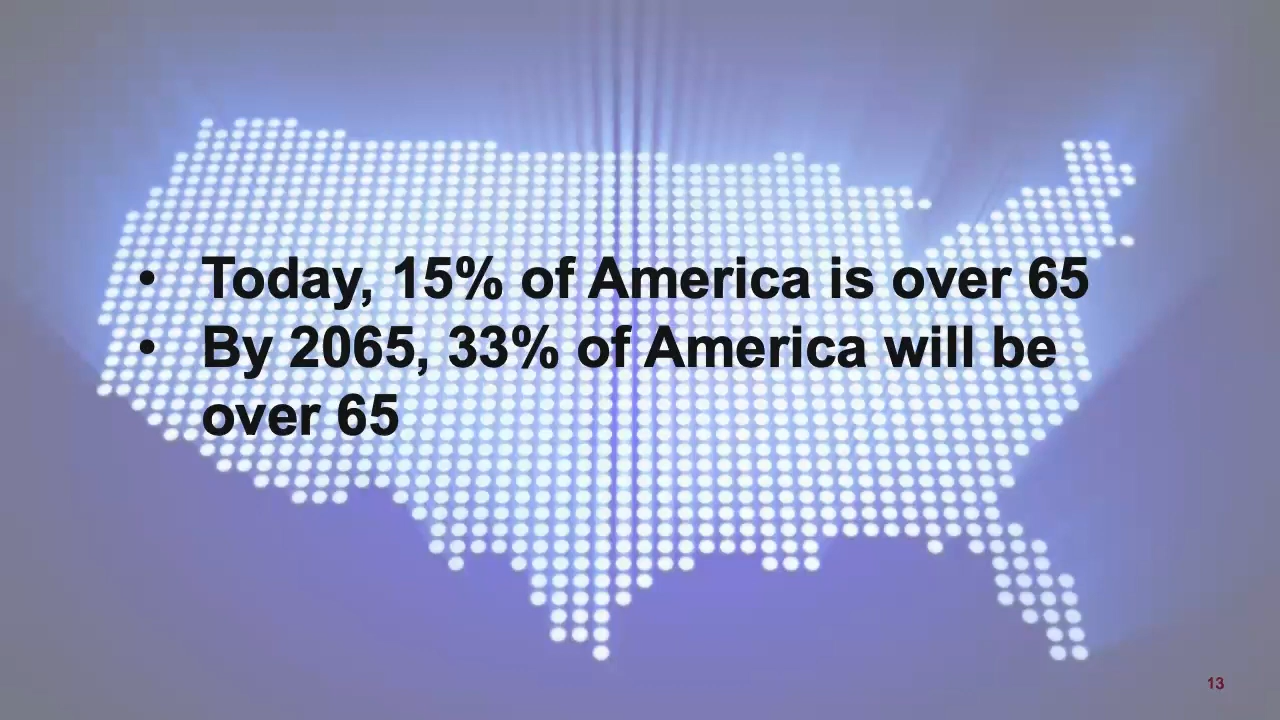 • Today, 15% of America is over 65
• By 2065, 33% of America will be
over 65
13